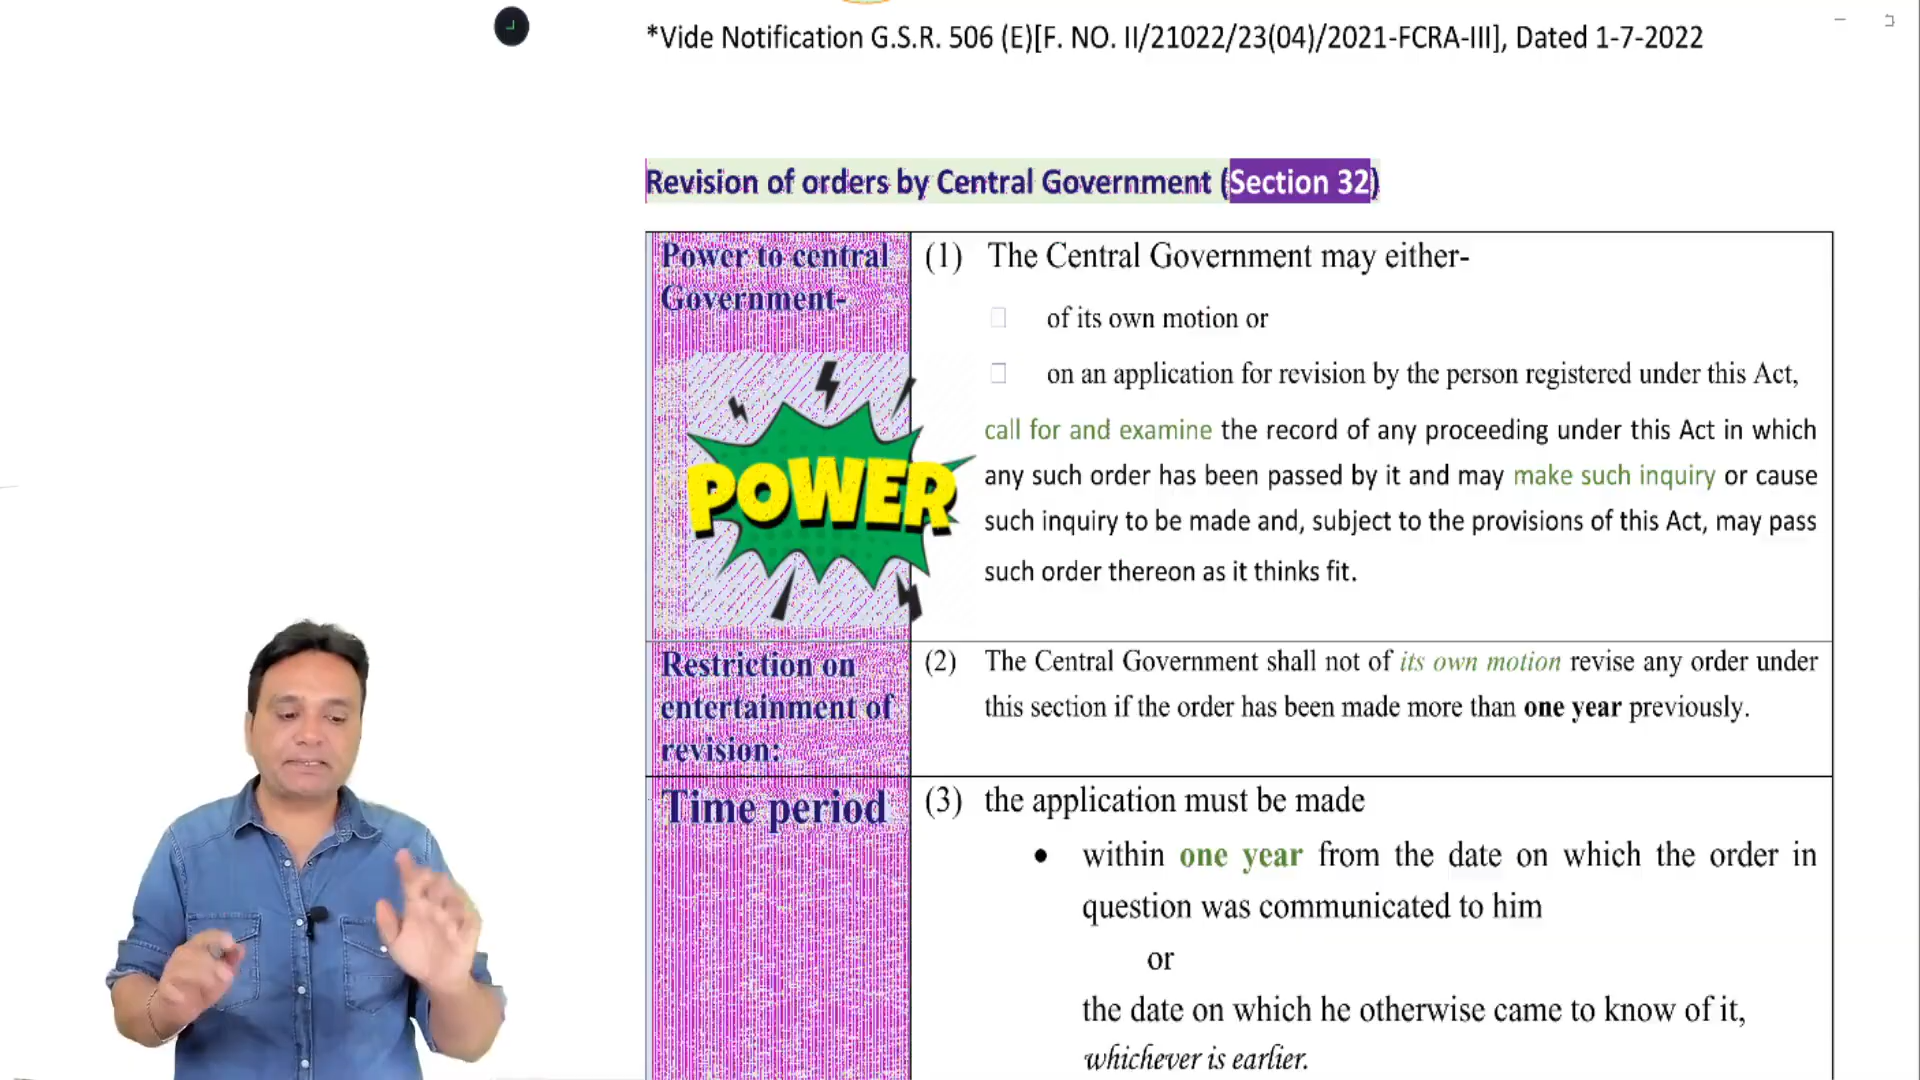 *Vide Notification G.S.R. 506 (E)[F. NO. II/21022/23(04)/2021-FCRA-III], Dated 1-7-2022
Revision of orders by Central Government (Section 32)
Power to central
Government-
POWER
(1) The Central Government may either-
of its own motion or
on an application for revision by the person registered under this Act,
call for and examine the record of any proceeding under this Act in which
any such order has been passed by it and may make such inquiry or cause
such inquiry to be made and, subject to the provisions of this Act, may pass
such order thereon as it thinks fit.
Restriction on
entertainment of
revision:
(2) The Central Government shall not of its own motion revise any order under
this section if the order has been made more than one year previously.
Time period
(3) the application must be made
• within one year from the date on which the order in
question was communicated to him
or
the date on which he otherwise came to know of it,
whichever is earlier.